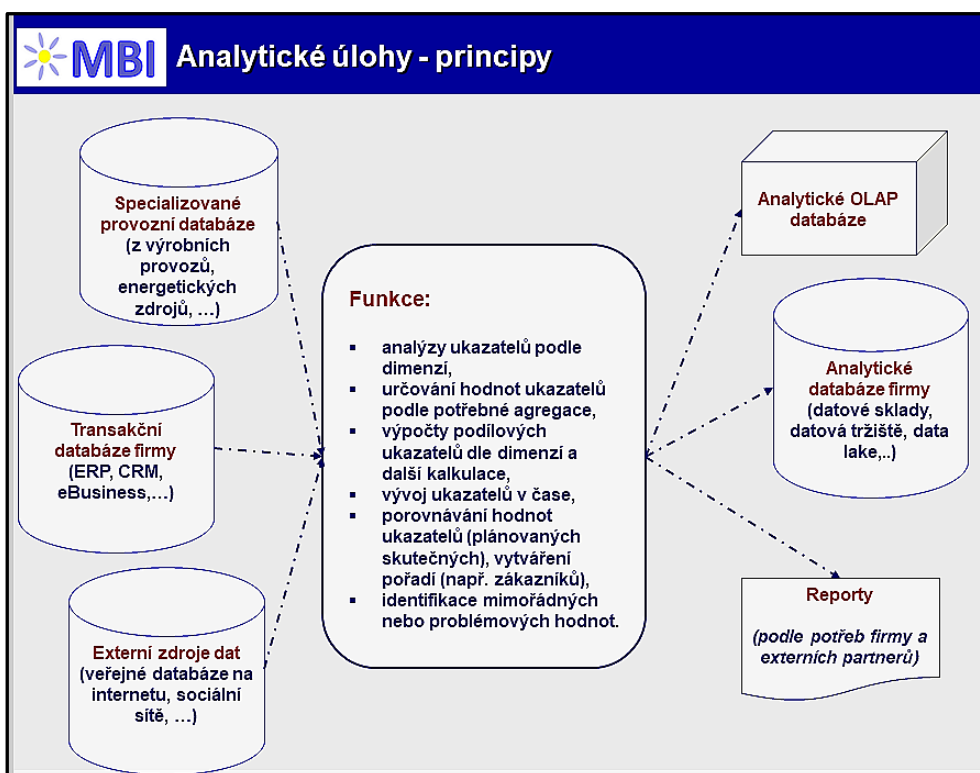 MBI
Analytické úlohy - principy
Specializované
provozní databáze
(z výrobních
provozů,
energetických
zdrojů, ...)
Transakční
databáze firmy
(ERP, CRM,
eBusiness,...)
Externí zdroje dat
(veřejné databáze na
internetu, sociální
sítě, ...)
Funkce:
▪ analýzy ukazatelů podle
dimenzí,
▪ určování hodnot ukazatelů
podle potřebné agregace,
▪ výpočty podílových
ukazatelů dle dimenzí a
další kalkulace,
▪ vývoj ukazatelů v čase,
▪ porovnávání hodnot
ukazatelů (plánovaných
skutečných), vytváření
pořadí (např. zákazníků),
▪ identifikace mimořádných
nebo problémových hodnot.
Analytické OLAP
databáze
Analytické
databáze firmy
(datové sklady,
datová tržiště, data
lake,..)
Reporty
(podle potřeb firmy a
externích partnerů)